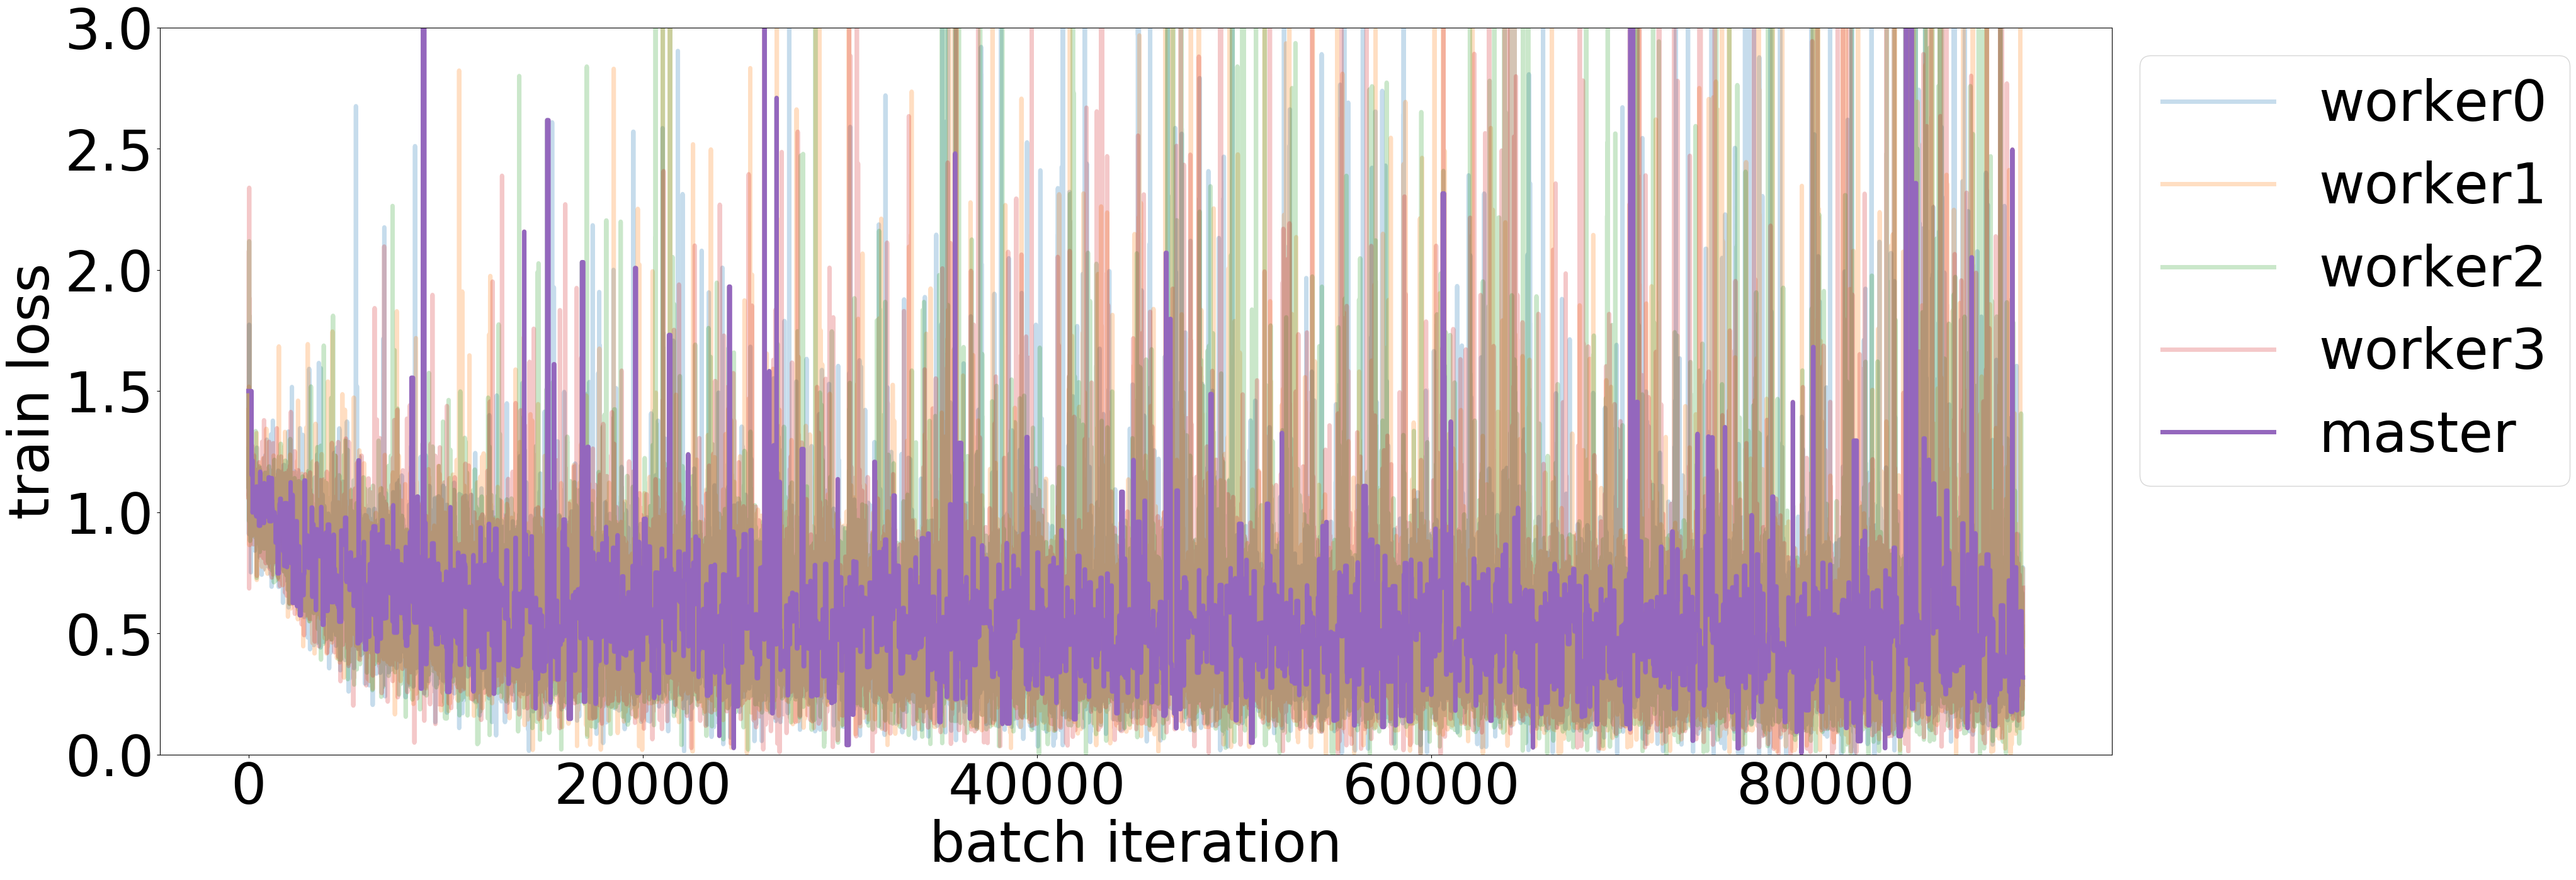 3.0
2.5
2.0
1.5
1.0
0.5
0.0
train loss
0 20000 40000 60000 80000
batch iteration
worker0
worker1
worker2
worker3
master